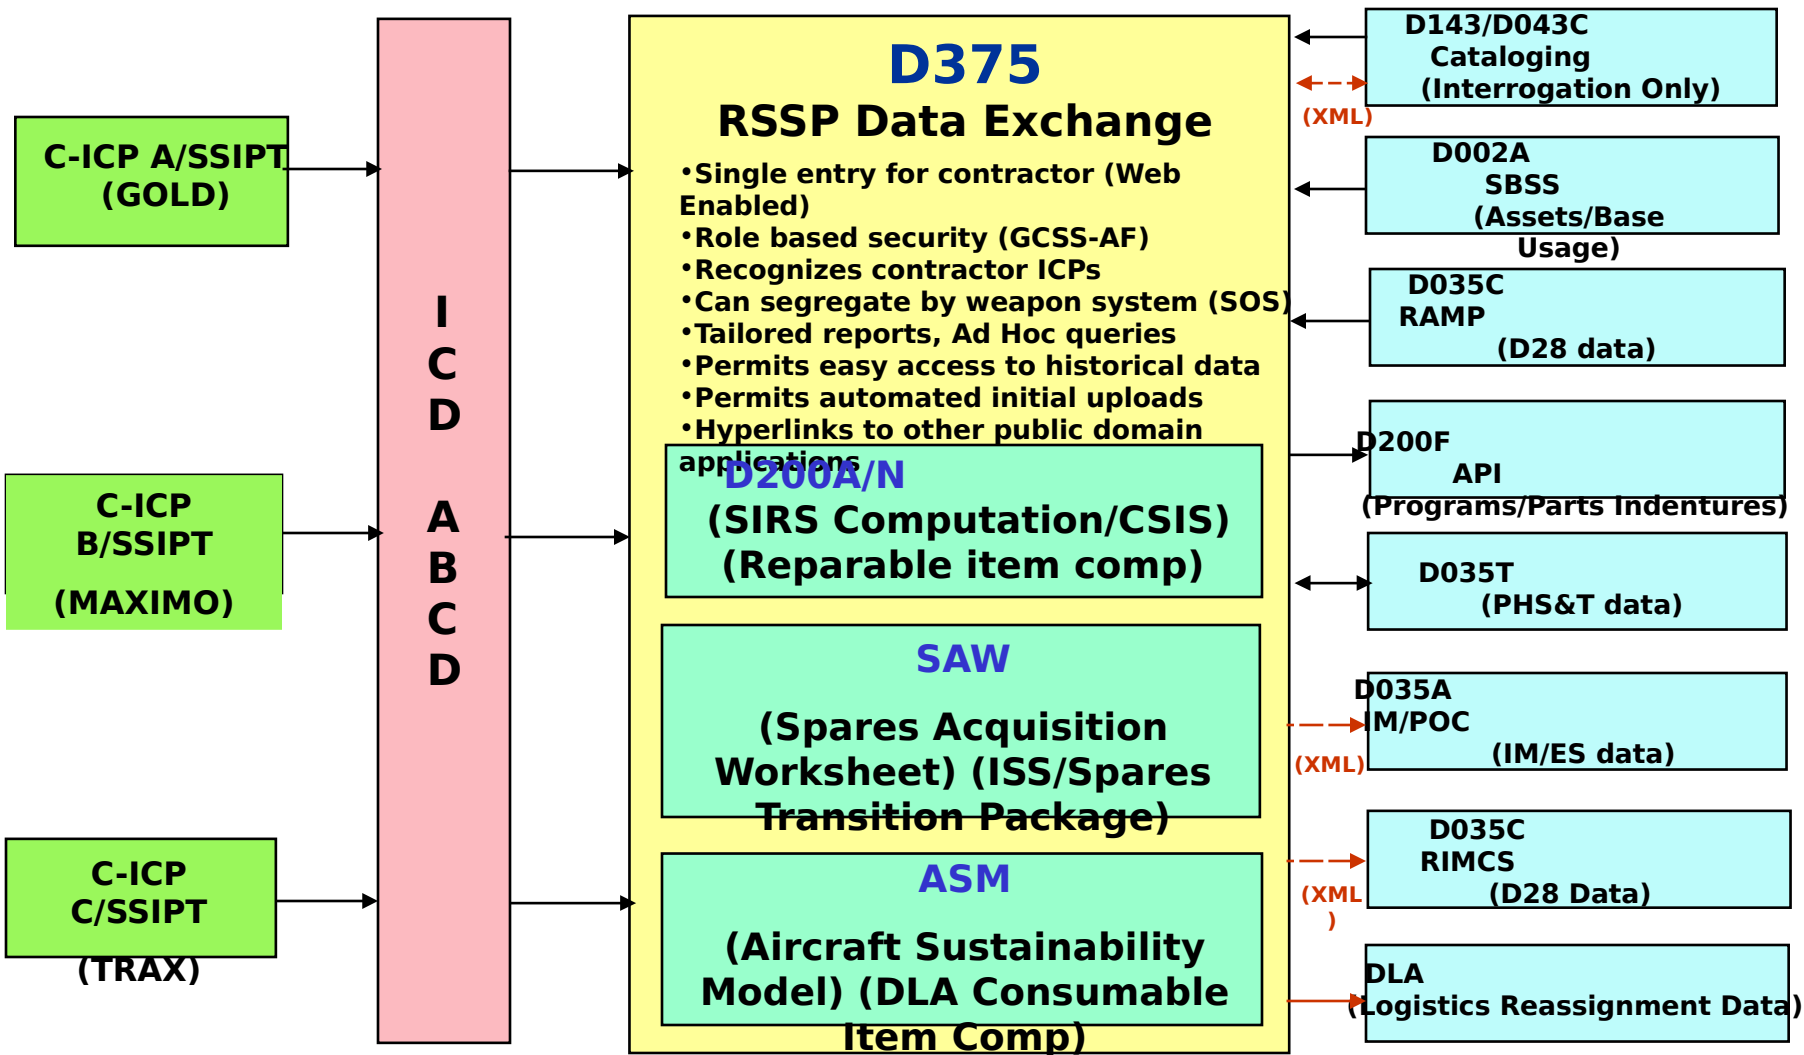 C-ICP A/SSIPT
(GOLD)
C-ICP
B/SSIPT
(MAXIMO)
C-ICP
C/SSIPT
(TRAX)
I
C
D
A
B
C
D
D375
RSSP Data Exchange
•Single entry for contractor (Web
Enabled)
•Role based security (GCSS-AF)
•Recognizes contractor ICPs
•Can segregate by weapon system (SOS)
•Tailored reports, Ad Hoc queries
•Permits easy access to historical data
•Permits automated initial uploads
•Hyperlinks to other public domain
applications
D200A/N
(SIRS Computation/CSIS)
(Reparable item comp)
SAW
(Spares Acquisition
Worksheet) (ISS/Spares
Transition Package)
ASM
(Aircraft Sustainability
Model) (DLA Consumable
Item Comp)
D143/D043C
Cataloging
(Interrogation Only)
(XML)
D002A
SBSS
(Assets/Base
Usage)
D035C
RAMP
(D28 data)
D200F
API
(Programs/Parts Indentures)
D035T
(PHS&T data)
D035A
IM/POC
(IM/ES data)
(XML)
D035C
RIMCS
(D28 Data)
(XML
)
DLA
(Logistics Reassignment Data)